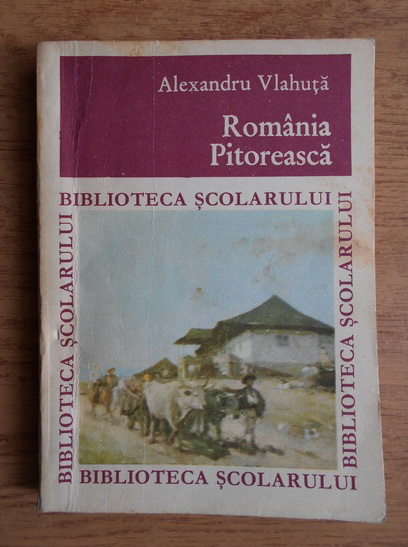 Alexandru Vlahuță
România
Pitorească
BIBLIOTECA ȘCOLARULUI
BIBLIOTECA ȘCOLARULUI
BIBLIOTECA ȘCOLARULUI
BIBLIOTECA ȘCOLARULUI